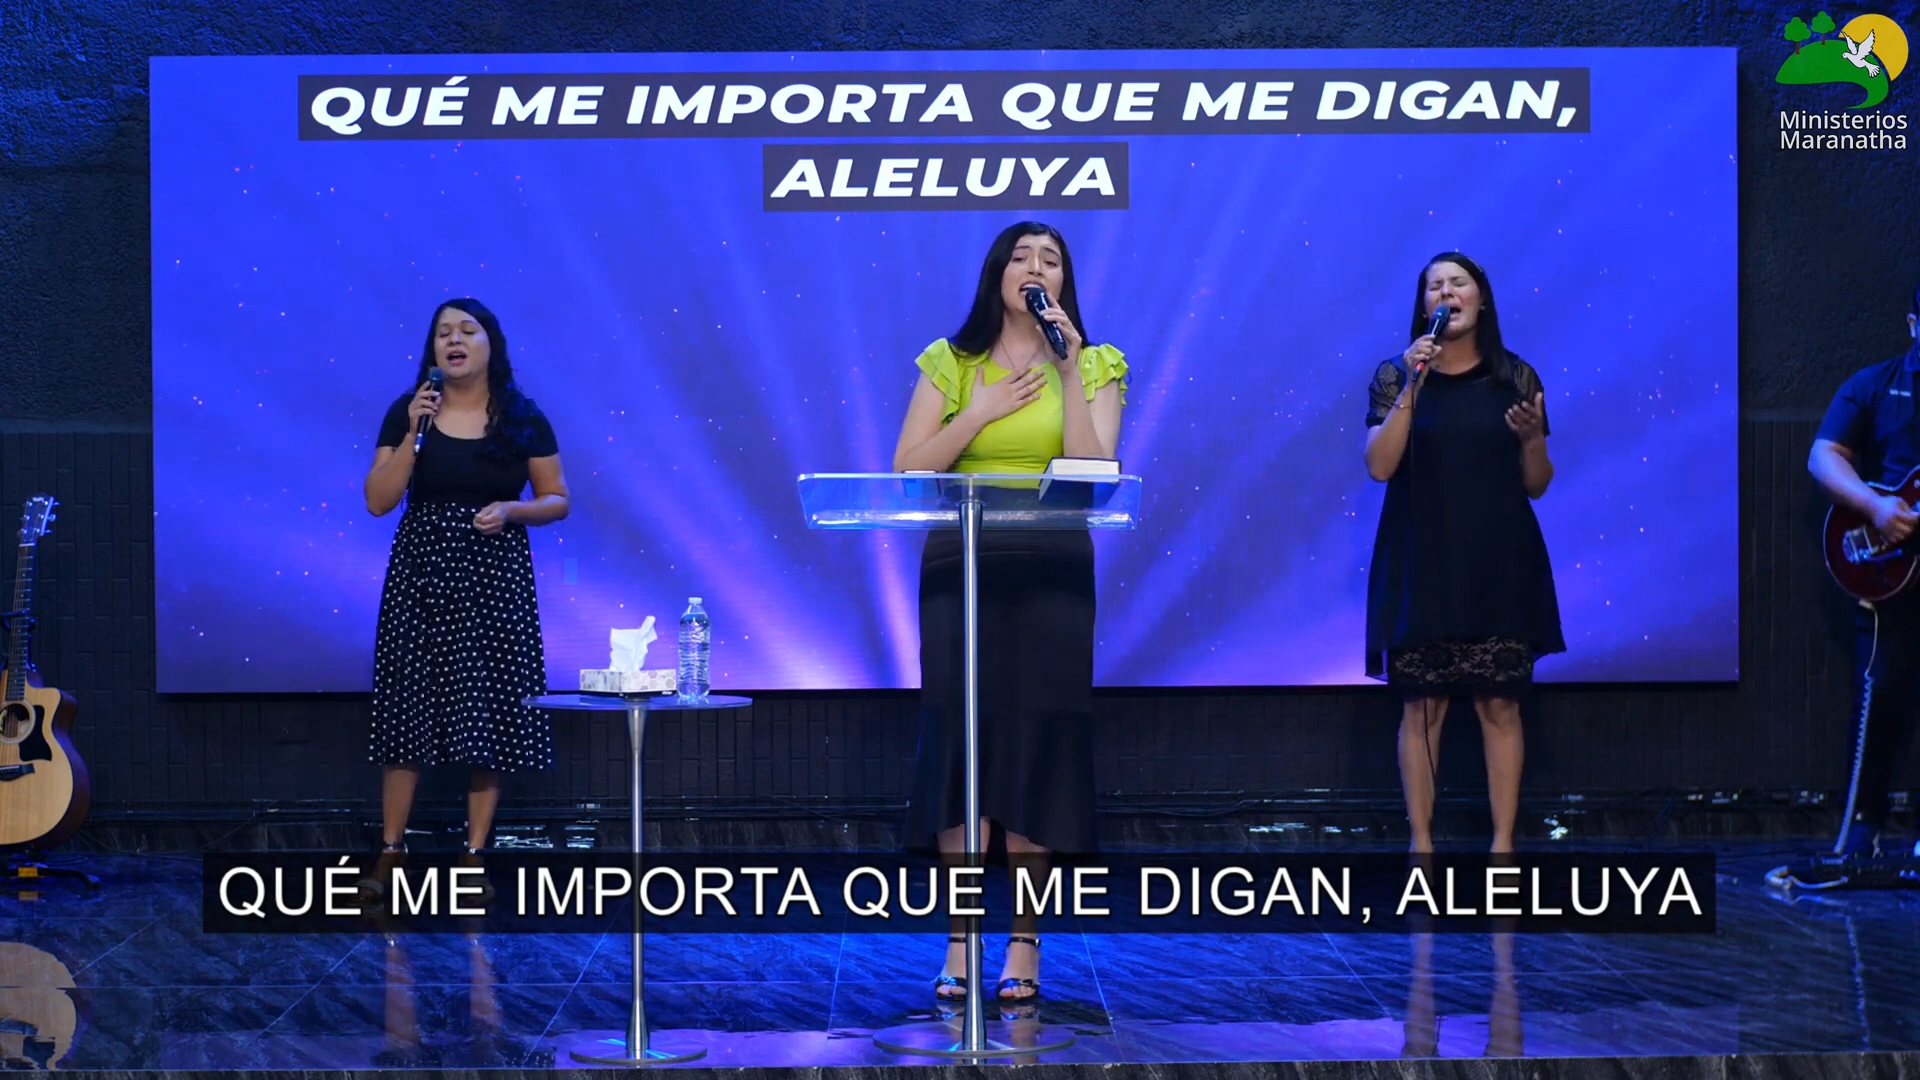 QUÉ ME IMPORTA QUE ME DIGAN,
ALELUYA
Ministerios
Maranatha
QUÉ ME IMPORTA QUE ME DIGAN, ALELUYA